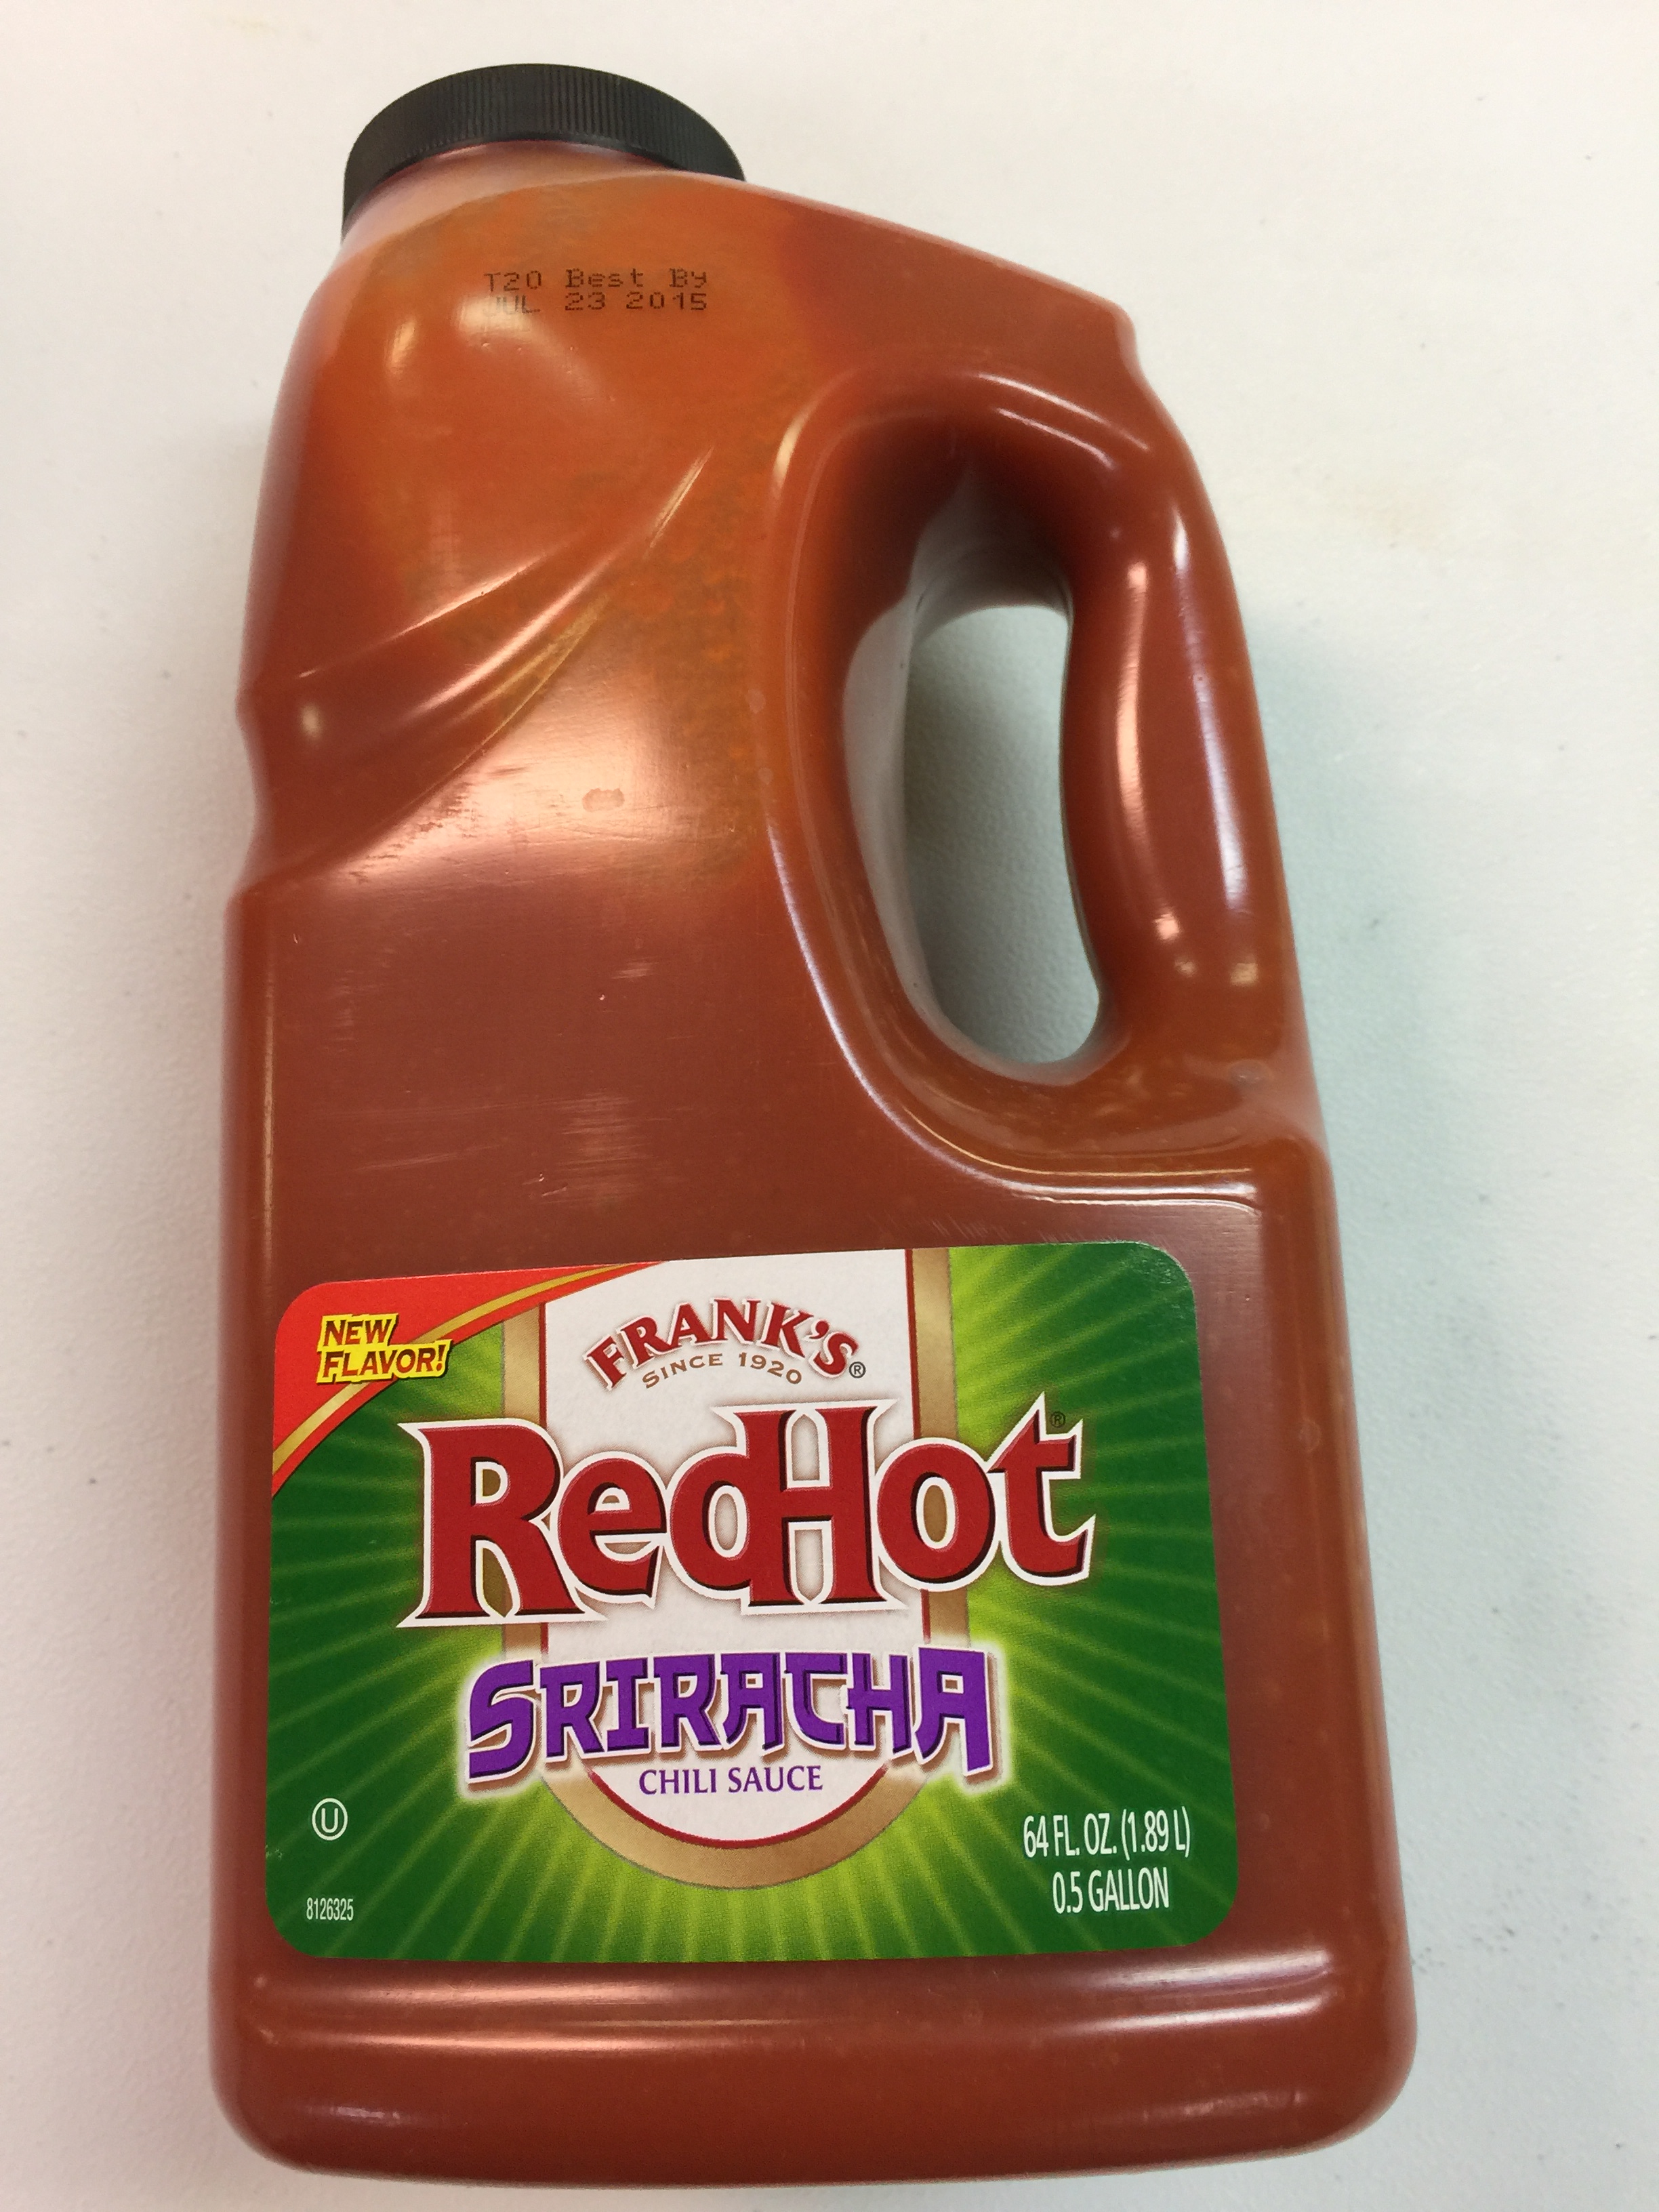 T20 Best By
JUL 23 2015
NEW
FLAVOR!
FRANK'S®
SINCE 1920
RedHot®
SRIRACHA
CHILI SAUCE
U
8126325
64 FL. OZ. (1.89 L)
0.5 GALLON